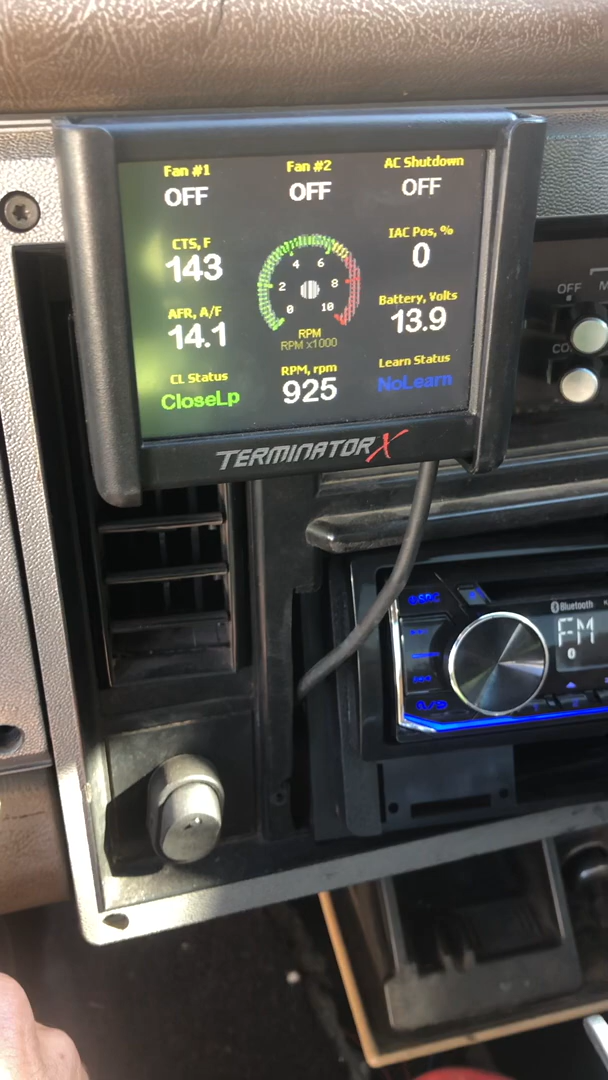 Fan #1
OFF
Fan #2
OFF
AC Shutdown
OFF
CTS, F
143
IAC Pos, %
0
AFR, A/F
14.1
Battery, Volts
13.9
0 2 4 6 8 10
RPM
RPM x1000
CL Status
CloseLp
RPM, rpm
925
Learn Status
NoLearn
TERMINATOR X
OFF
M
CO
SRC
Bluetooth
FM